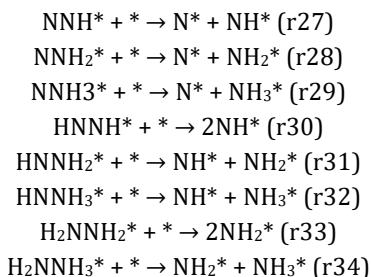 NNH* + * → N* + NH* (r27)
NNH₂* + * → N* + NH₂* (r28)
NNH3* + * → N* + NH₃* (r29)
HNNH* + * → 2NH* (r30)
HNNH₂* + * → NH* + NH₂* (r31)
HNNH₃* + * → NH* + NH₃* (r32)
H₂NNH₂* + * → 2NH₂* (r33)
H₂NNH₃* + * → NH₂* + NH₃* (r34)